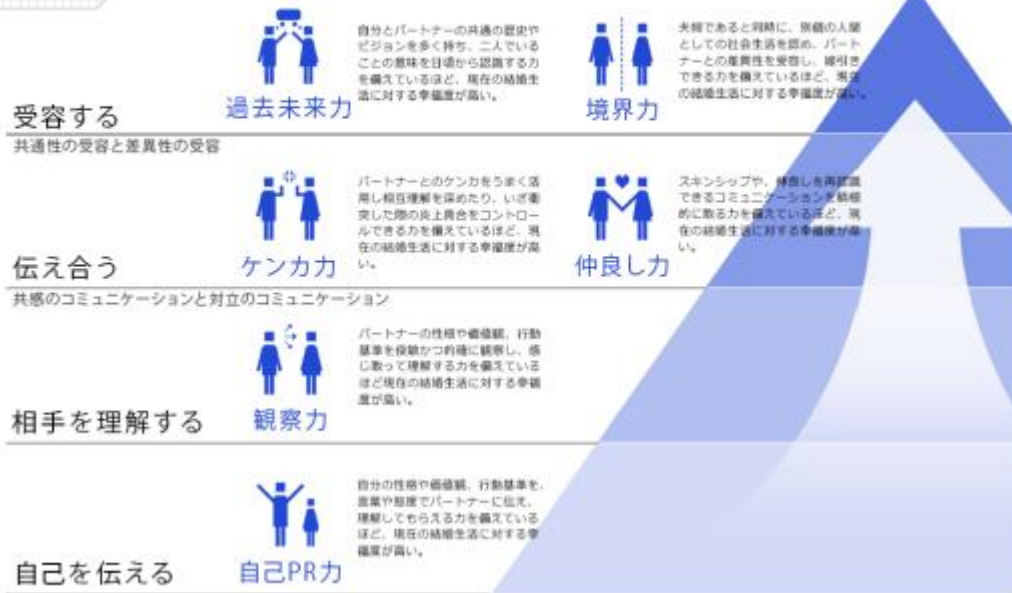 自分とパートナーの共通の歴史や
ビジョンを多く持ち、二人でいる
ことの意味を日頃から認識する力
を備えているほど、現在の結婚生
活に対する幸福度が高い。
過去未来力
夫婦であると同時に、別個の人間
としての社会生活を認め、パート
ナーとの差異性を受容し、線引き
できる力を備えているほど、現在
の結婚生活に対する幸福度が高い。
境界力
受容する
共通性の受容と差異性の受容
パートナーとのケンカをうまく活
用し相互理解を深めたり、いざ衝
突した際の炎上具合をコントロー
ルできる力を備えているほど、現
在の結婚生活に対する幸福度が高
い。
ケンカ力
スキンシップや、仲良しを再認識
できるコミュニケーションを積極
的に取る力を備えているほど、現
在の結婚生活に対する幸福度が高
い。
仲良し力
伝え合う
共感のコミュニケーションと対立のコミュニケーション
パートナーの性格や価値観、行動
基準を俊敏かつ的確に観察し、感
じ取って理解する力を備えている
ほど現在の結婚生活に対する幸福
度が高い。
観察力
相手を理解する
自分の性格や価値観、行動基準を、
言葉や態度でパートナーに伝え、
理解してもらえる力を備えている
ほど、現在の結婚生活に対する幸
福度が高い。
自己PR力
自己を伝える